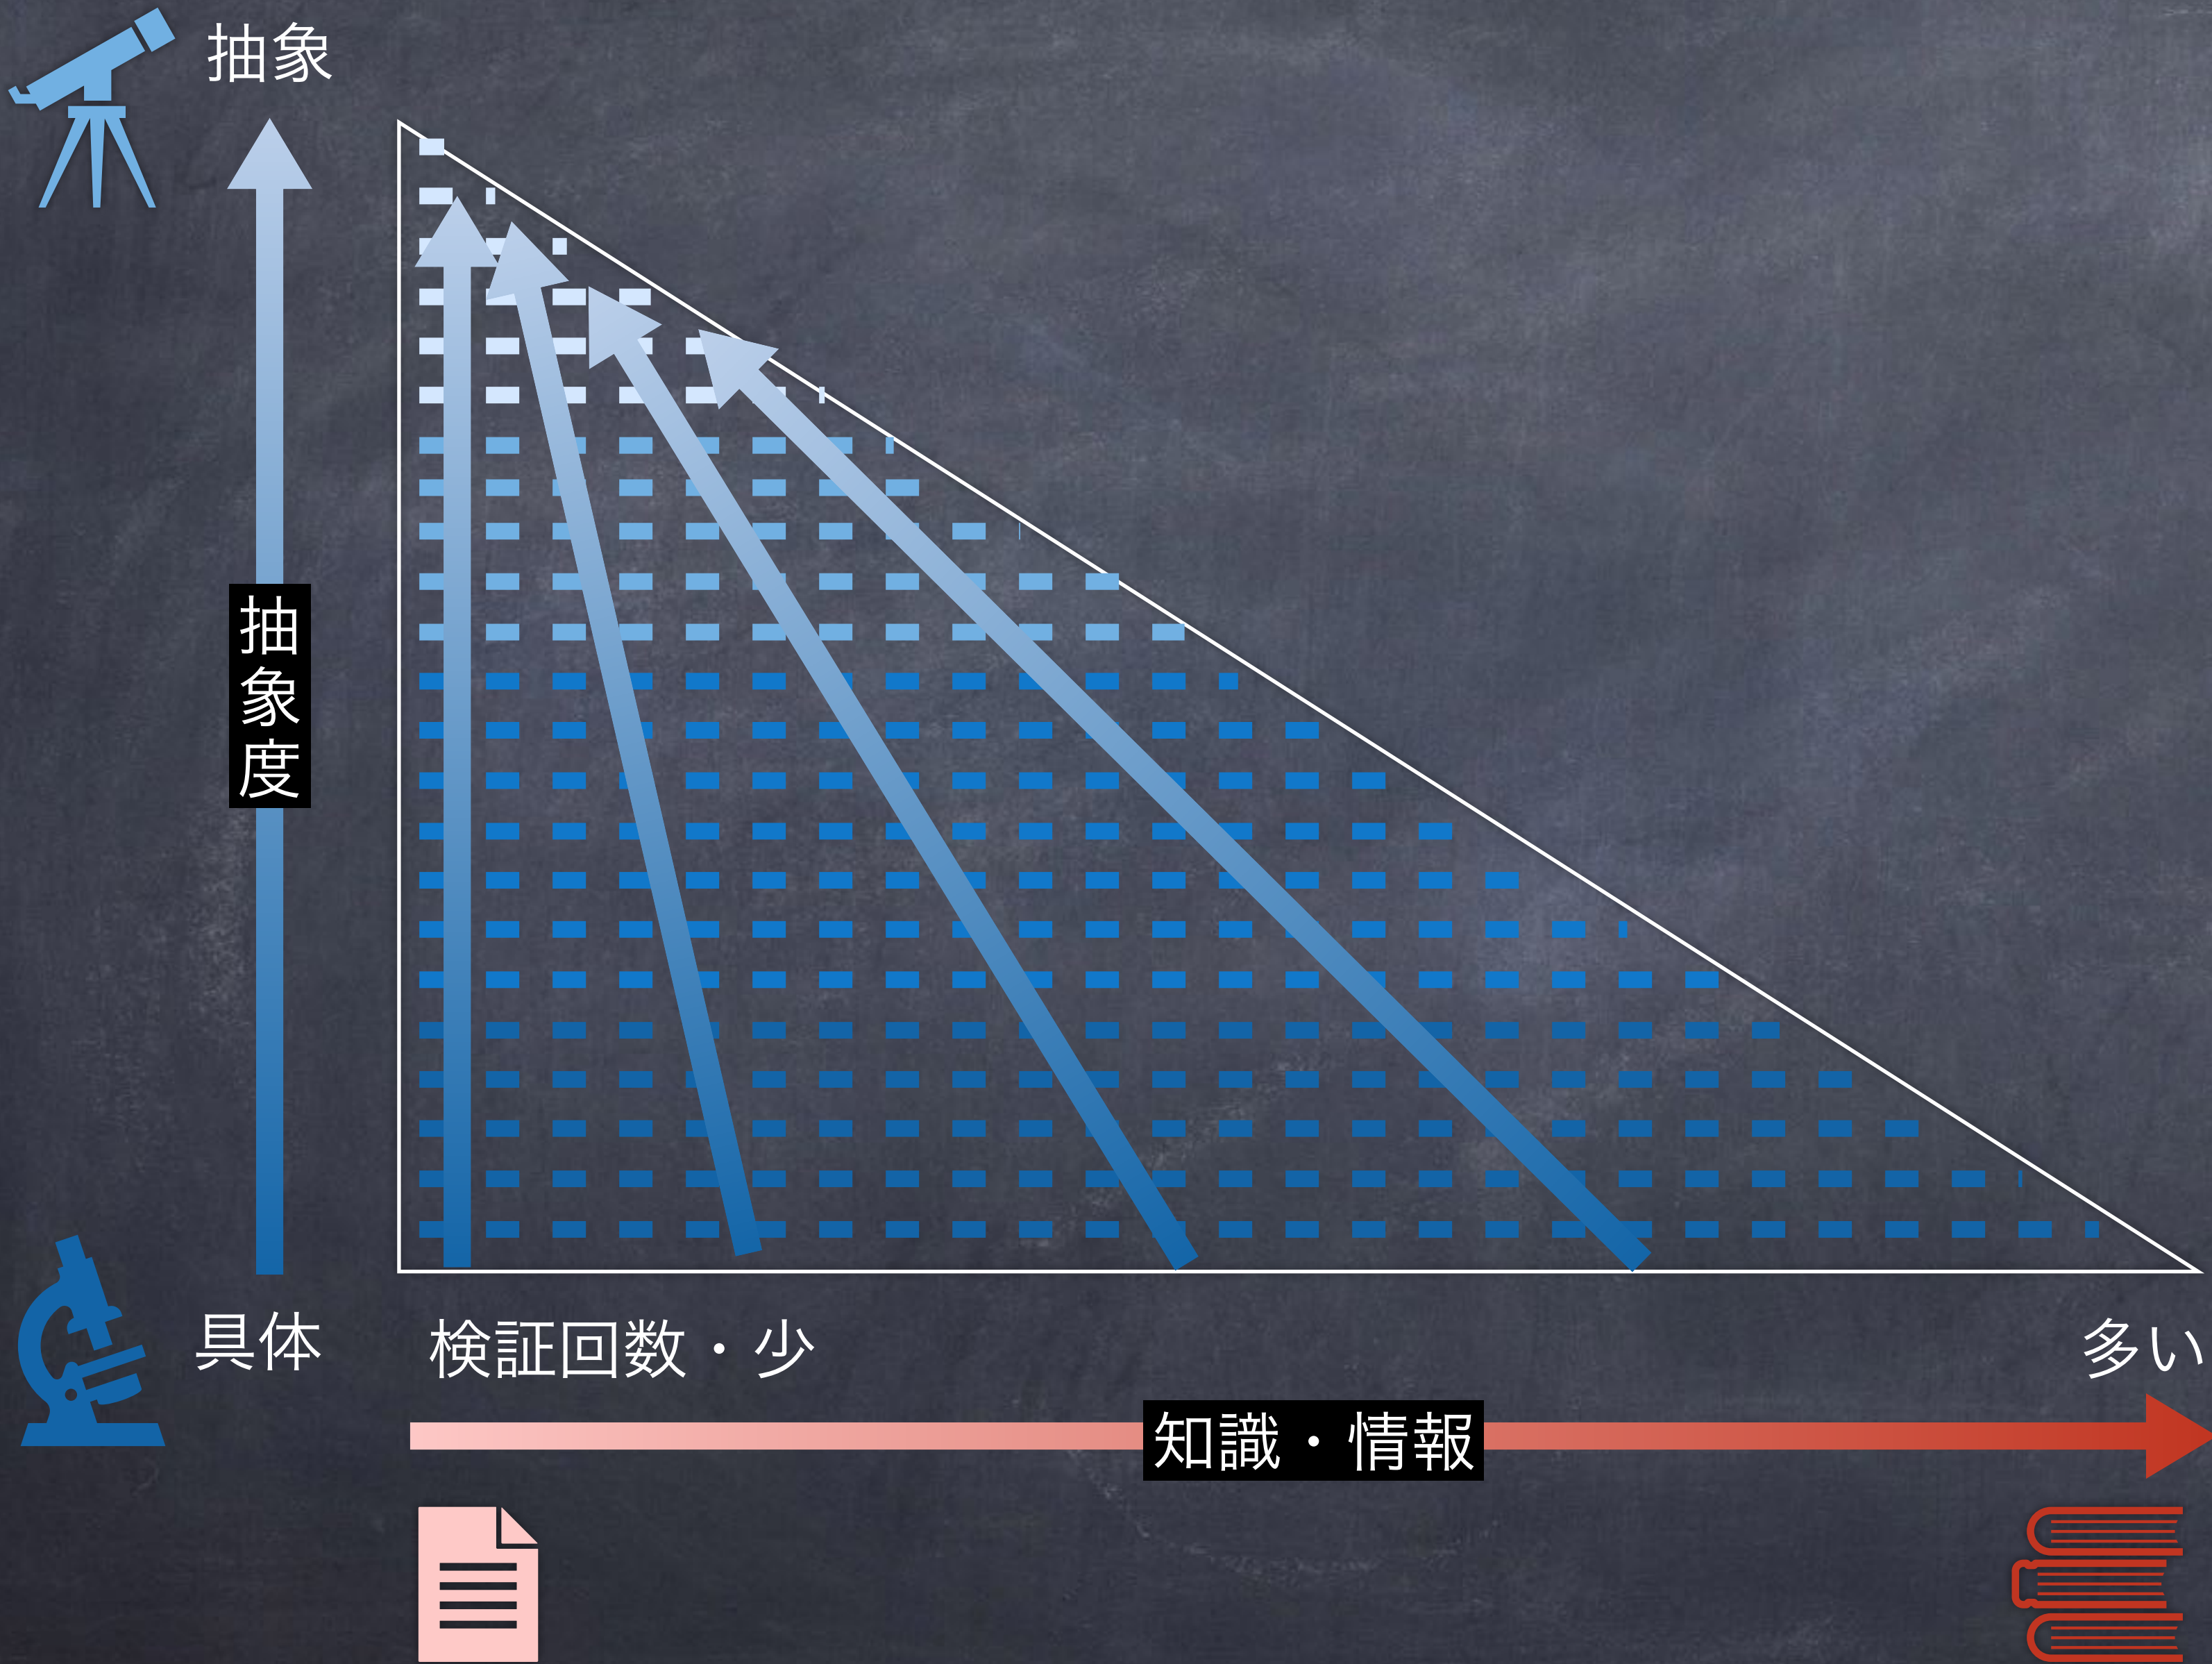 抽象
抽象度
具体
検証回数・少
多い
知識・情報